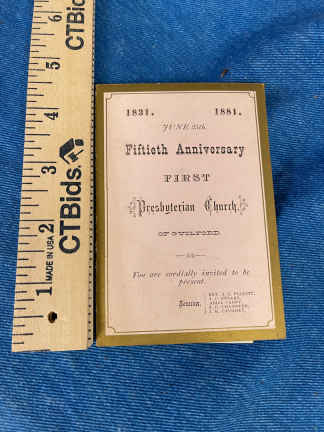 1831. 1881.
JUNE
Fiftieth Anniversary
FIRST
Presbyterian Church,
OF GUILFORD.
You are cordially invited to be
present.
Session.
1 2 3 4 5 6
MADE IN USA
CTBids.
CTBids